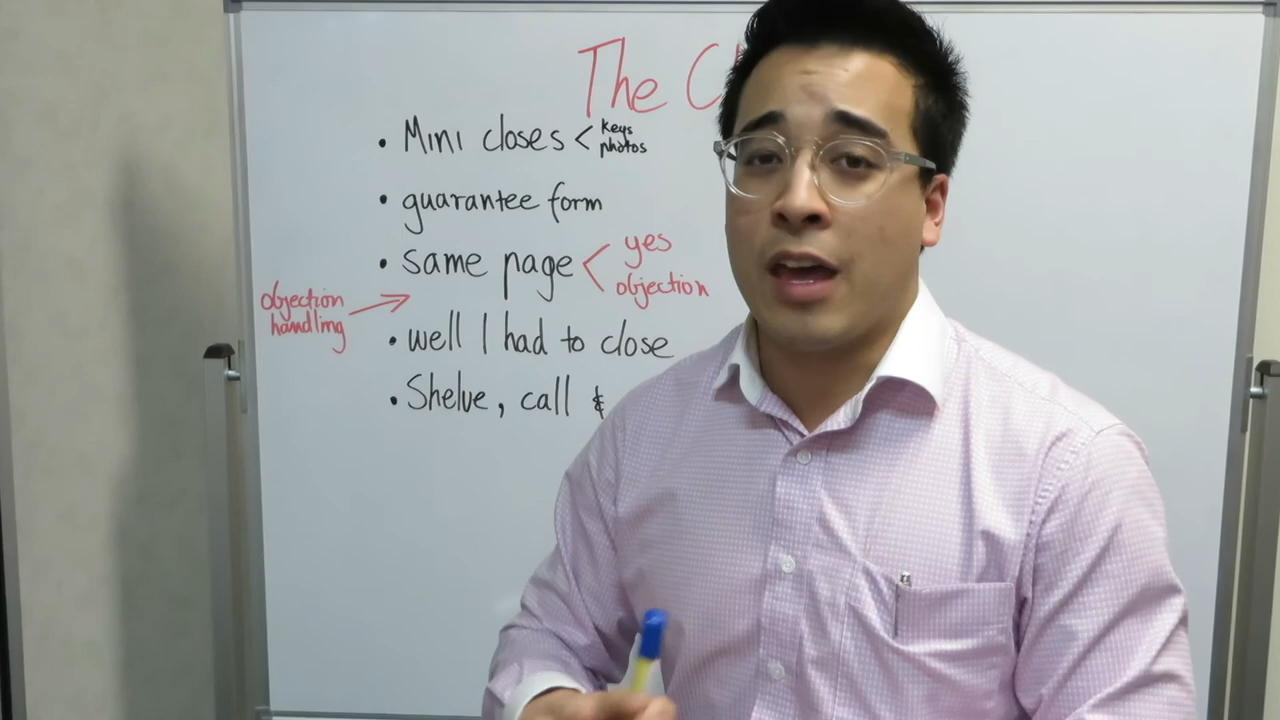 The C
• Mini closes < keys
photos
• guarantee form
• same page < yes
objection
objection
handling →
• well I had to close
• Shelve, call &